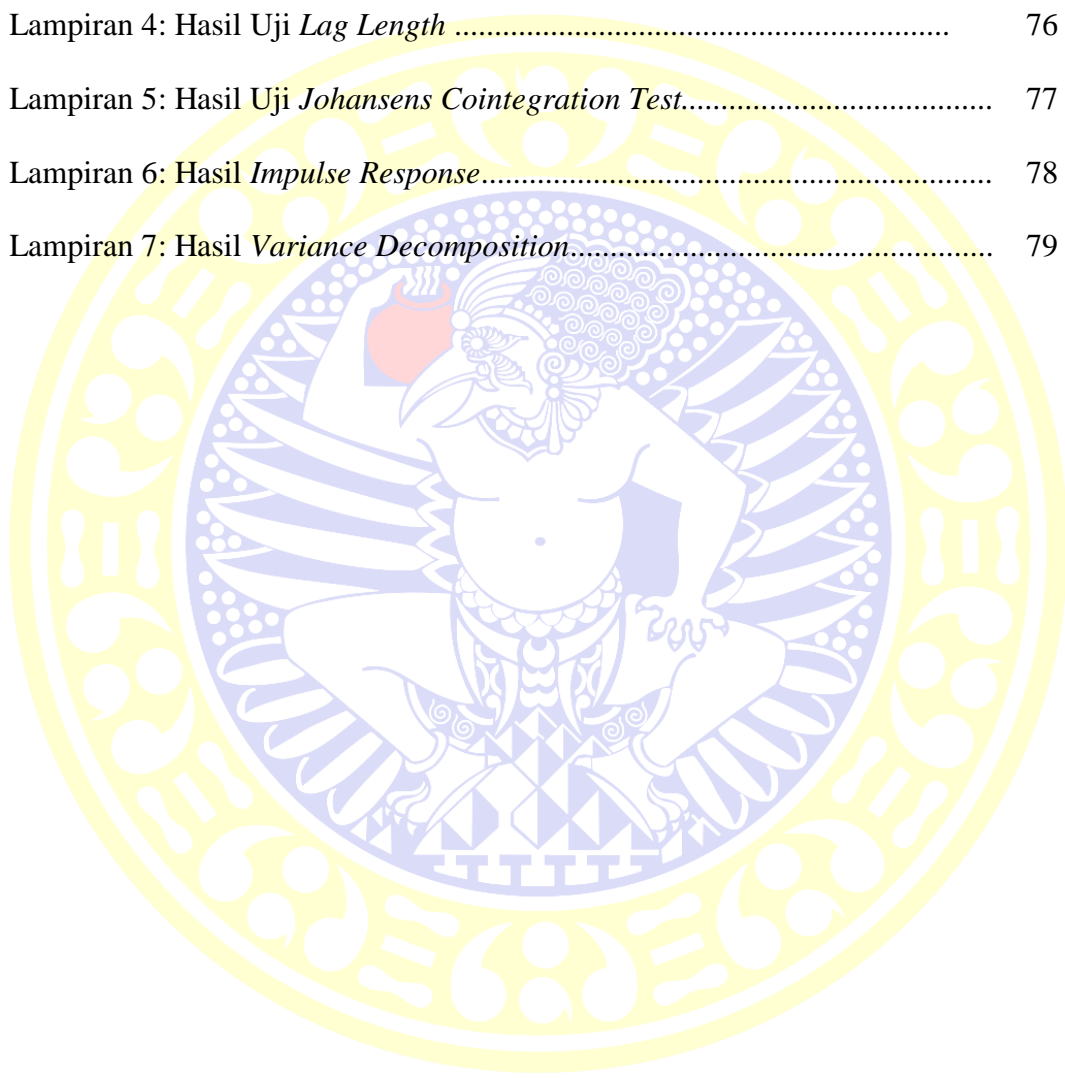 Lampiran 4: Hasil Uji Lag Length .............................................................. 76
Lampiran 5: Hasil Uji Johansens Cointegration Test....................................... 77
Lampiran 6: Hasil Impulse Response................................................................ 78
Lampiran 7: Hasil Variance Decomposition..................................................... 79